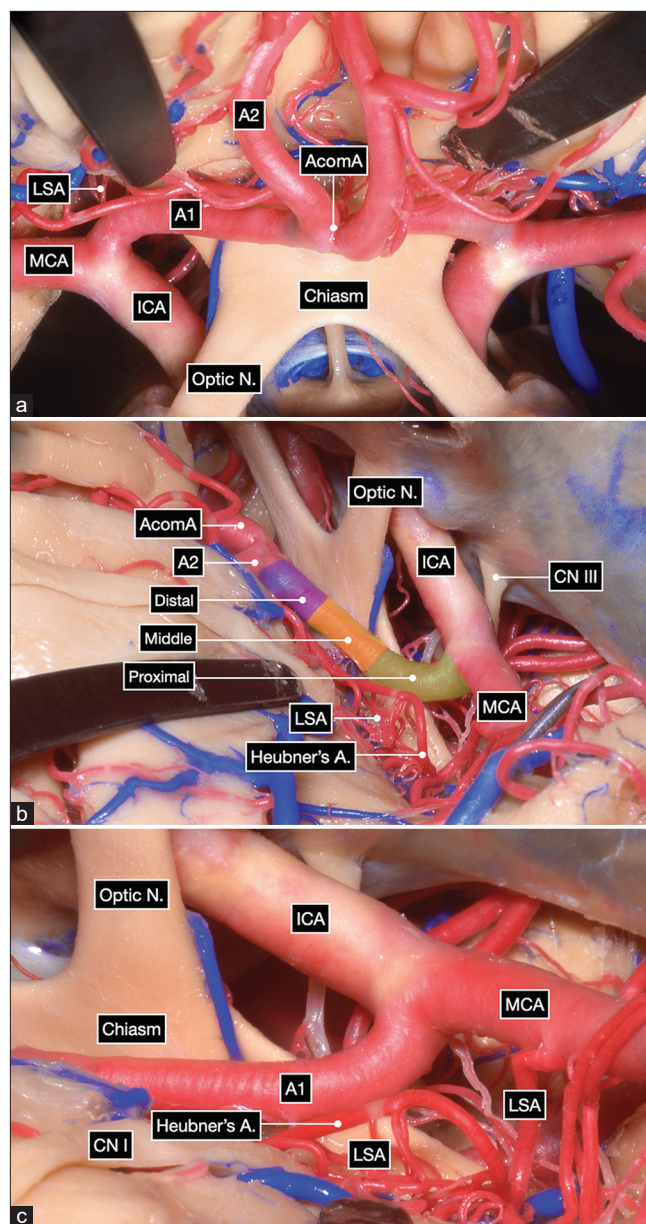 A2
AcomA
LSA
A1
MCA
ICA
Chiasm
Optic N.
a
Optic N.
AcomA
ICA
A2
CN III
Distal
Middle
Proximal
LSA
MCA
Heubner's A.
b
Optic N.
ICA
MCA
Chiasm
A1
LSA
Heubner's A.
CN I
LSA
c